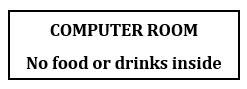 COMPUTER ROOM
No food or drinks inside